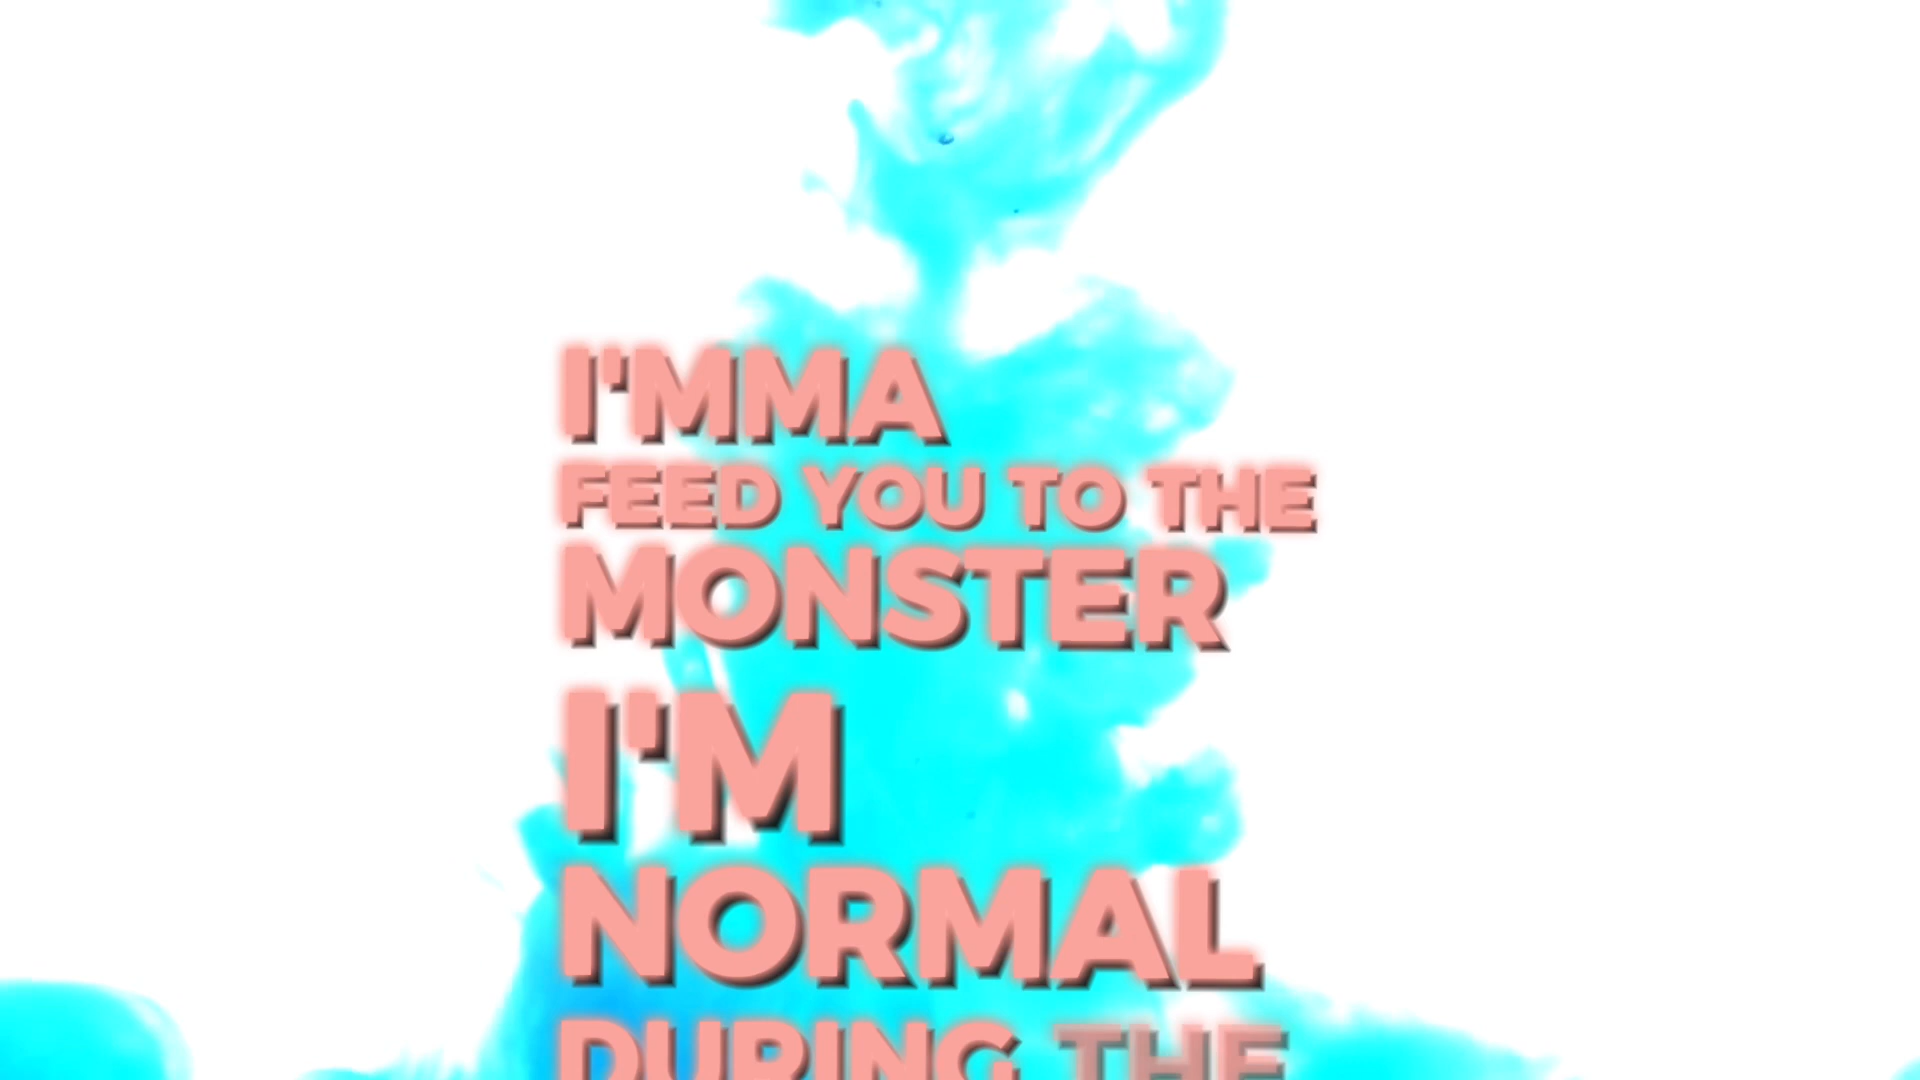 I'MMA
FEED YOU TO THE
MONSTER
I'M
NORMAL
DURING THE